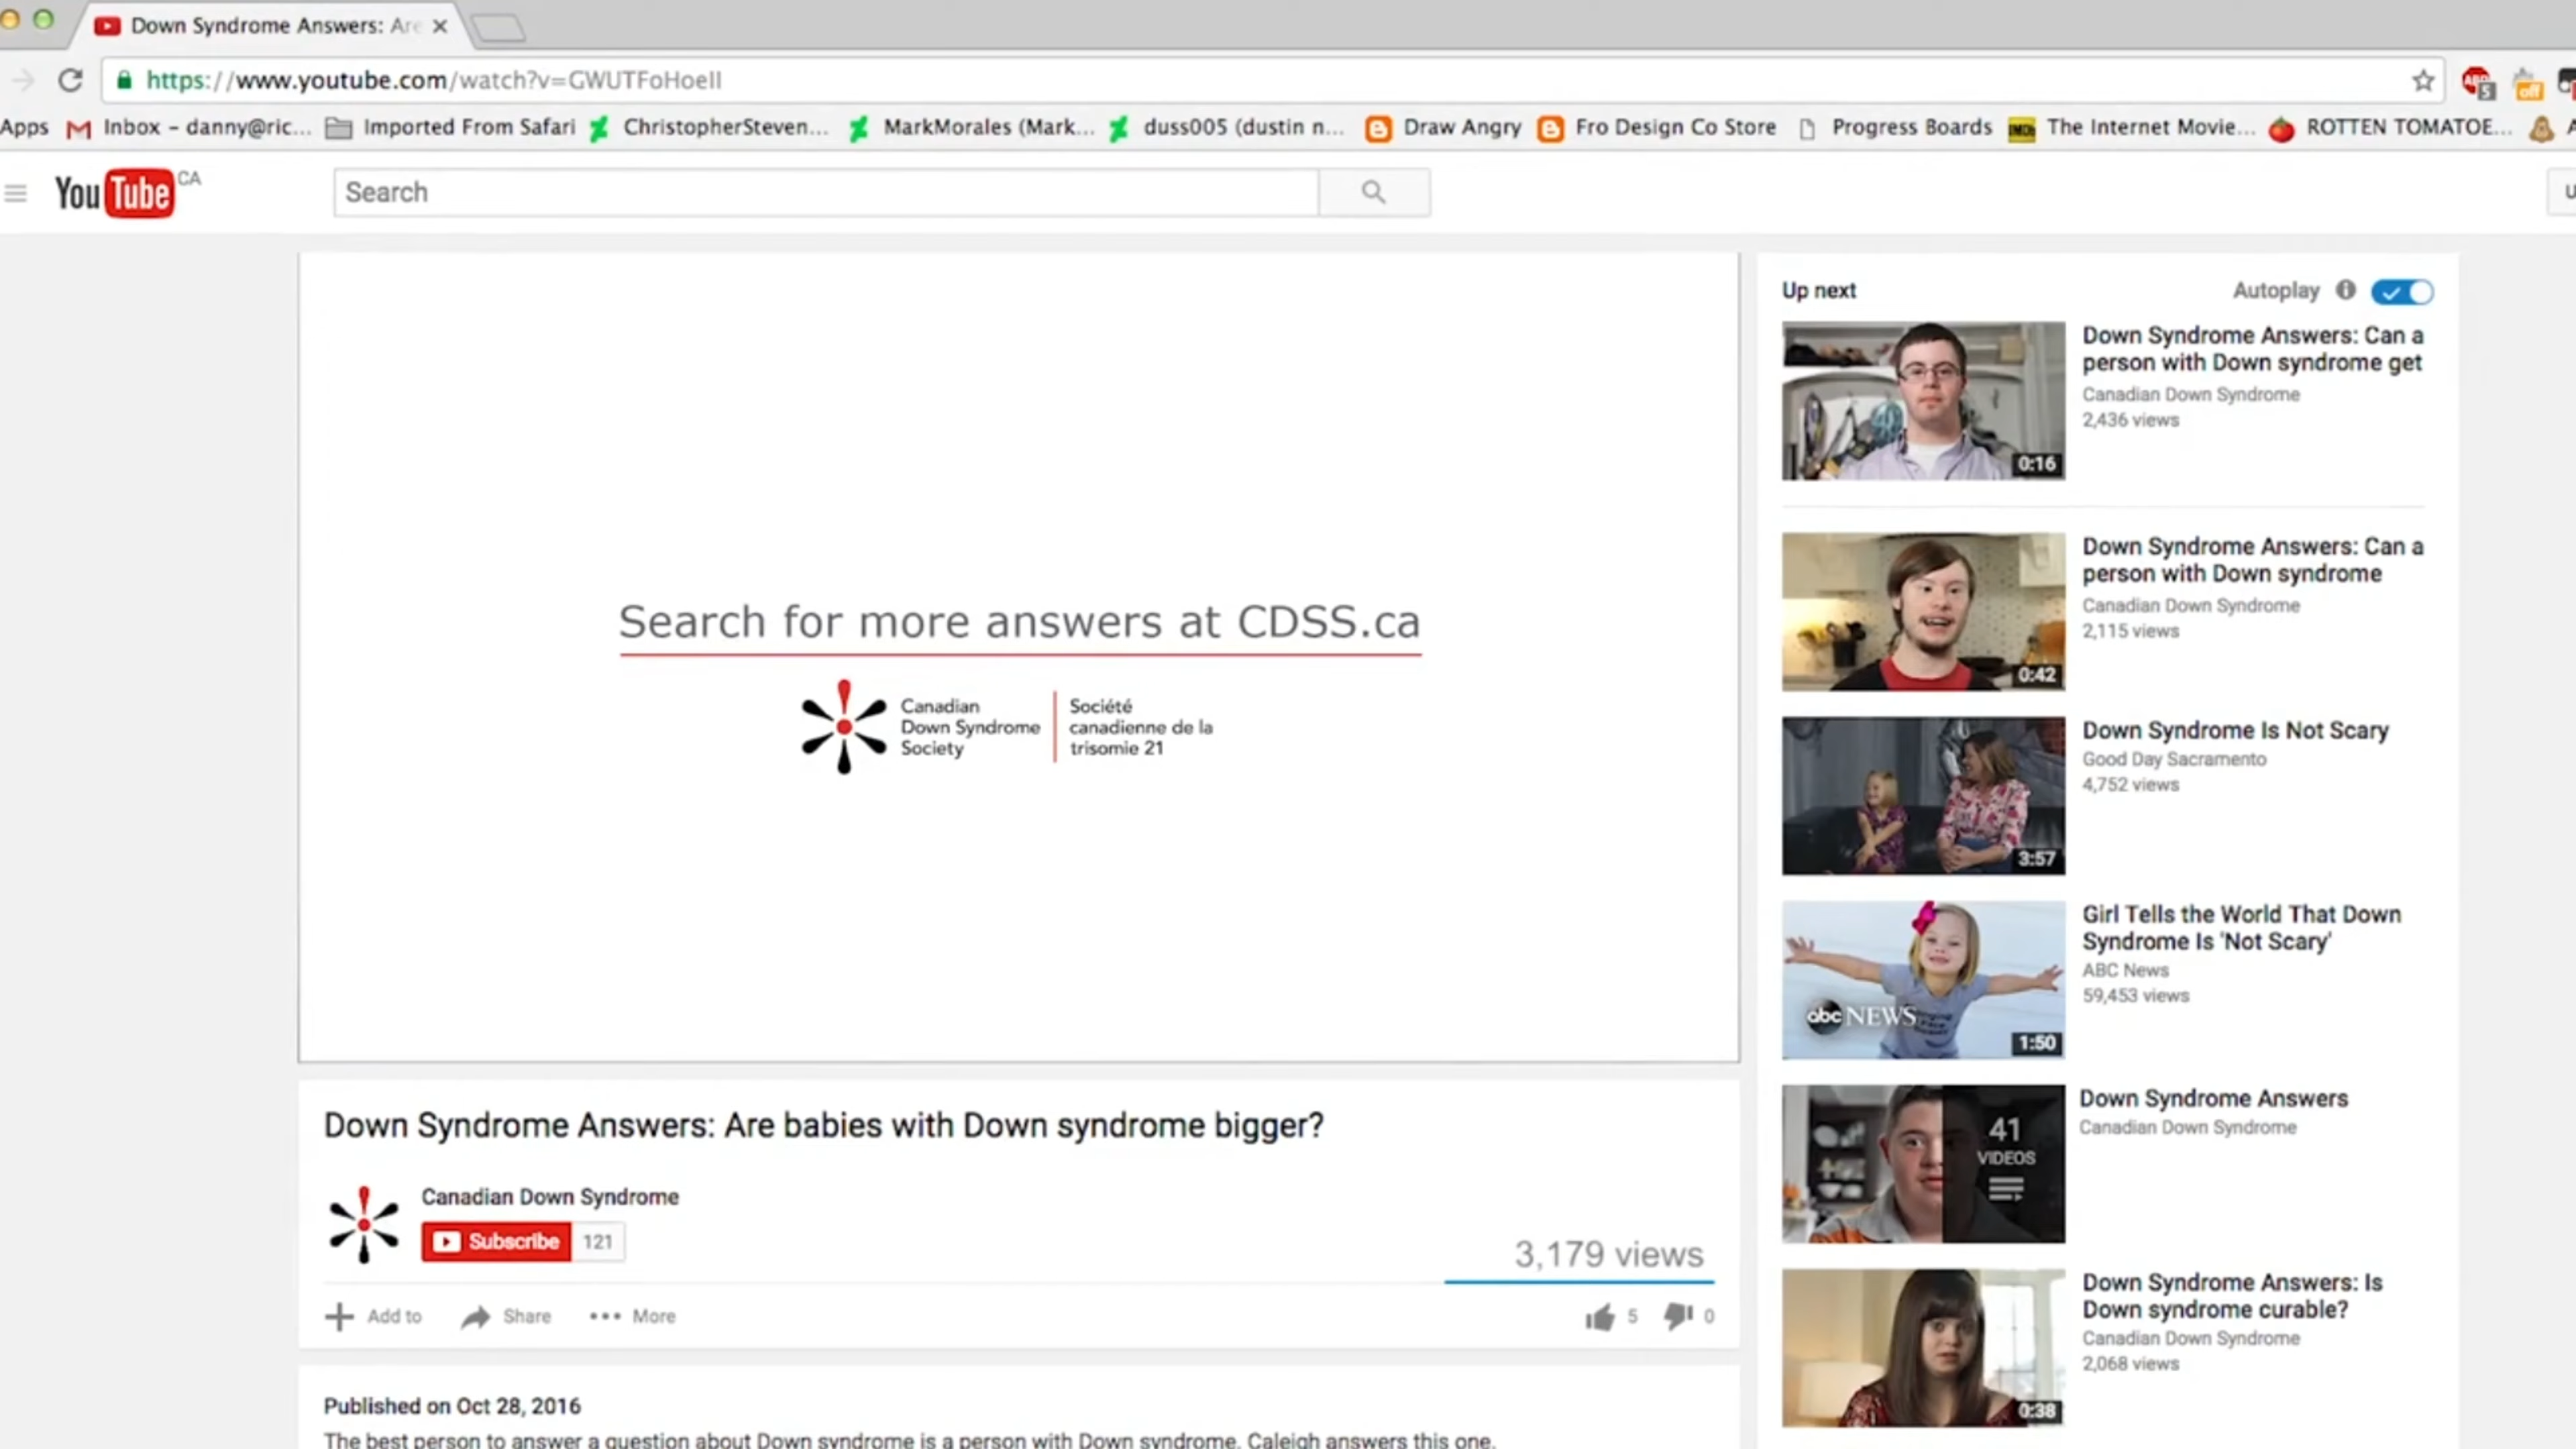 Down Syndrome Answers: Are
https://www.youtube.com/watch?v=GWUTFoHoeII
Apps
Inbox – danny@ric...
Imported From Safari
ChristopherSteven...
MarkMorales (Mark...
duss005 (dustin n...
Draw Angry
Fro Design Co Store
Progress Boards
The Internet Movie...
ROTTEN TOMATOE...
YouTube CA
Search
Search for more answers at CDSS.ca
Canadian
Down Syndrome
Society
Société
canadienne de la
trisomie 21
Down Syndrome Answers: Are babies with Down syndrome bigger?
Canadian Down Syndrome
Subscribe 121
3,179 views
Add to Share More
5 0
Published on Oct 28, 2016
The best person to answer a question about Down syndrome is a person with Down syndrome. Caleigh answers this one.
Up next
Autoplay
Down Syndrome Answers: Can a
person with Down syndrome get
Canadian Down Syndrome
2,436 views
0:16
Down Syndrome Answers: Can a
person with Down syndrome
Canadian Down Syndrome
2,115 views
0:42
Down Syndrome Is Not Scary
Good Day Sacramento
4,752 views
3:57
Girl Tells the World That Down
Syndrome Is 'Not Scary'
ABC News
59,453 views
abc NEWS
1:50
Down Syndrome Answers
Canadian Down Syndrome
41
VIDEOS
Down Syndrome Answers: Is
Down syndrome curable?
Canadian Down Syndrome
2,068 views
0:38